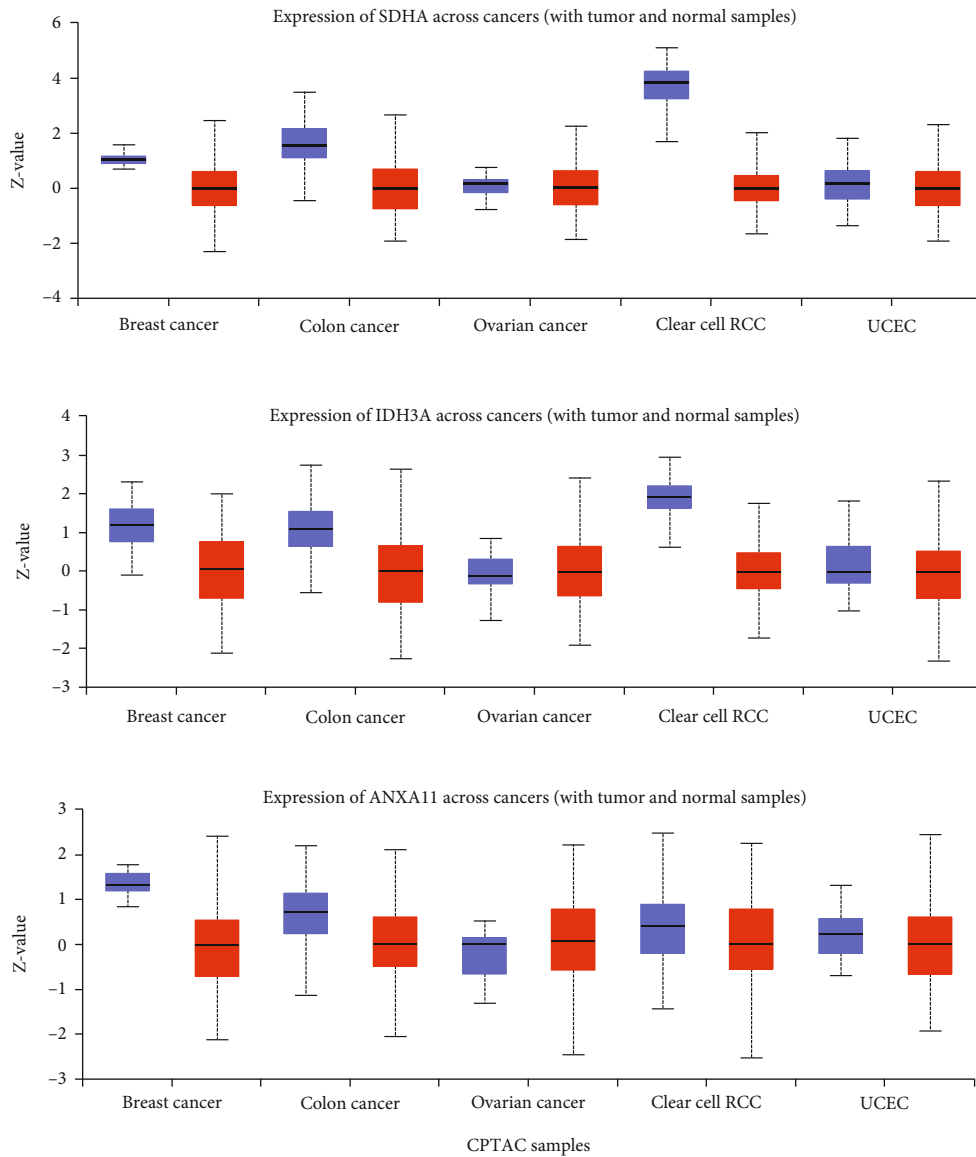 Expression of SDHA across cancers (with tumor and normal samples)
6
4
2
0
−2
−4
Z-value
Breast cancer Colon cancer Ovarian cancer Clear cell RCC UCEC
Expression of IDH3A across cancers (with tumor and normal samples)
4
3
2
1
0
−1
−2
−3
Z-value
Breast cancer Colon cancer Ovarian cancer Clear cell RCC UCEC
Expression of ANXA11 across cancers (with tumor and normal samples)
3
2
1
0
−1
−2
−3
Z-value
Breast cancer Colon cancer Ovarian cancer Clear cell RCC UCEC
CPTAC samples